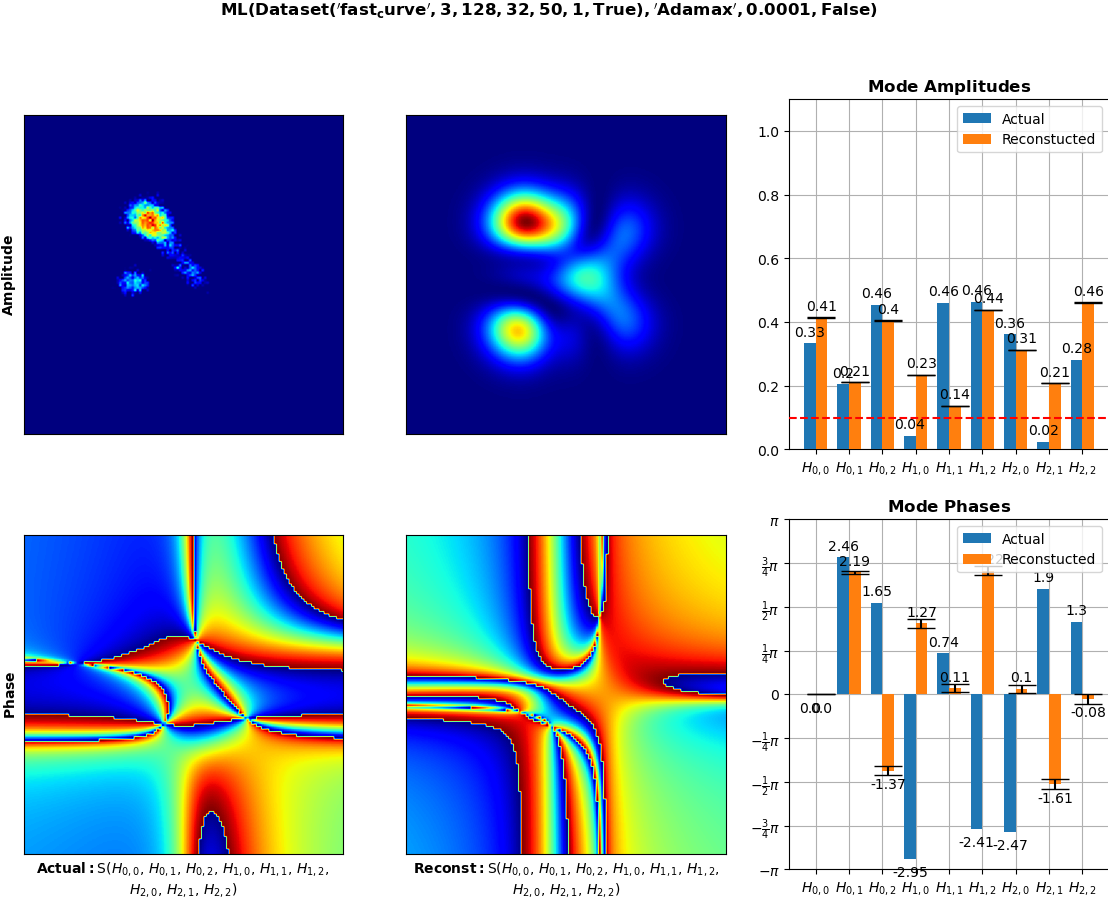 ML(Dataset('fast_curve', 3, 128, 32, 50, 1, True), 'Adamax', 0.0001, False)
Amplitude
Mode Amplitudes
Actual
Reconstucted
1.0
0.8
0.6
0.4
0.2
0.0
0.33
0.41
0.2
0.21
0.46
0.4
0.04
0.23
0.46
0.14
0.46
0.44
0.36
0.31
0.02
0.21
0.28
0.46
H0,0 H0,1 H0,2 H1,0 H1,1 H1,2 H2,0 H2,1 H2,2
Phase
Actual: S(H0,0, H0,1, H0,2, H1,0, H1,1, H1,2,
H2,0, H2,1, H2,2)
Reconst: S(H0,0, H0,1, H0,2, H1,0, H1,1, H1,2,
H2,0, H2,1, H2,2)
Mode Phases
Actual
Reconstucted
π
3/4π
1/2π
1/4π
0
−1/4π
−1/2π
−3/4π
−π
0.0
0.0
2.46
2.19
1.65
-1.37
-2.95
1.27
0.74
0.11
-2.41
-2.47
0.1
1.9
-1.61
1.3
-0.08
H0,0 H0,1 H0,2 H1,0 H1,1 H1,2 H2,0 H2,1 H2,2